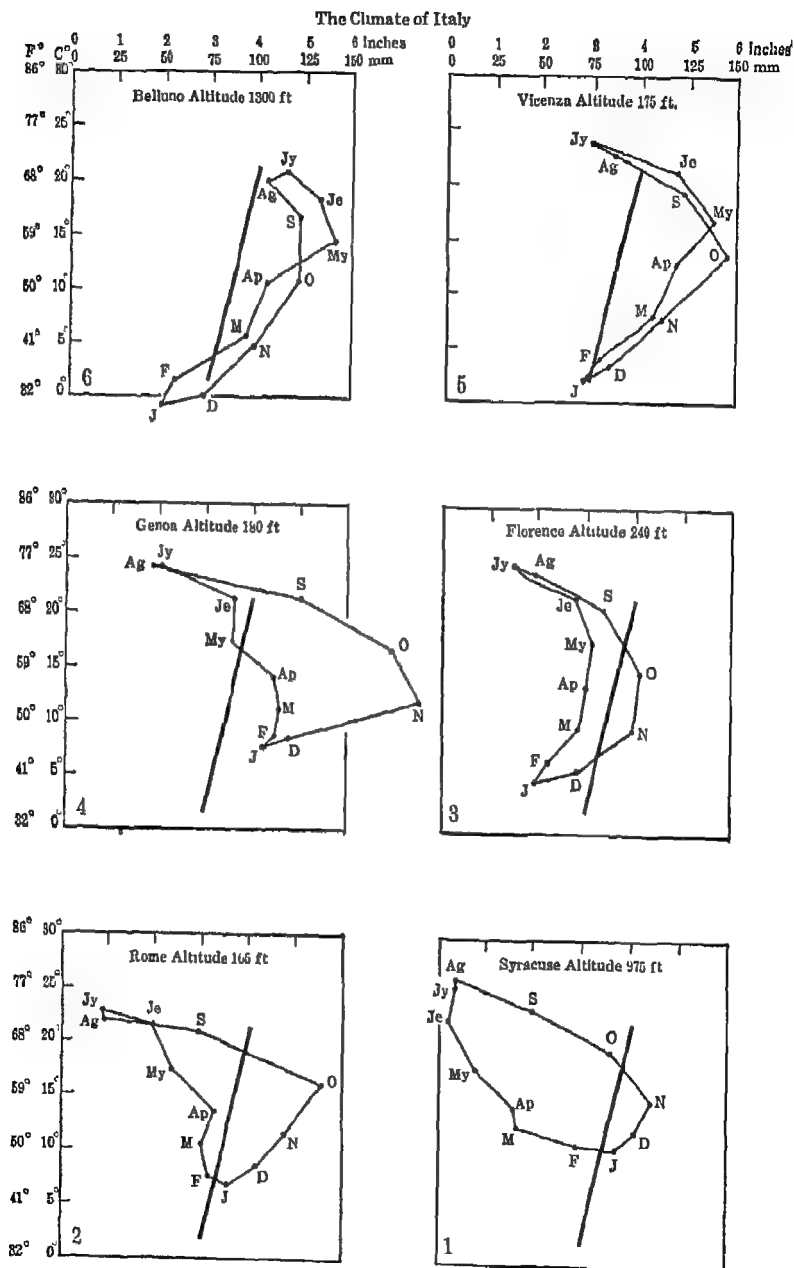 The Climate of Italy
0 1 2 3 4 5 6 Inches
F° C° 0 25 50 75 100 125 150 mm
86° 30°
Belluno Altitude 1300 ft
77° 25°
Jy
68° 20°
Ag
Je
S
59° 15°
My
Ap
O
50° 10°
M
N
41° 5°
F
6
32° 0°
J
D
0 1 2 3 4 5 6 Inches
0 25 50 75 100 125 150 mm
Vicenza Altitude 175 ft.
Jy
Ag
Je
S
My
O
Ap
M
N
F
J
D
5
86° 30°
Genoa Altitude 180 ft
77° 25°
Ag
Jy
S
68° 20°
Je
My
O
59° 15°
Ap
M
50° 10°
N
F
D
J
41° 5°
4
32° 0°
Florence Altitude 240 ft
Jy
Ag
S
Je
My
O
Ap
M
N
F
J
D
3
86° 30°
Rome Altitude 165 ft
77° 25°
Jy
Je
Ag
S
68° 20°
My
O
59° 15°
Ap
M
N
50° 10°
F
D
J
41° 5°
2
32° 0°
Syracuse Altitude 975 ft
Ag
Jy
S
Je
O
My
Ap
N
M
D
F
J
1